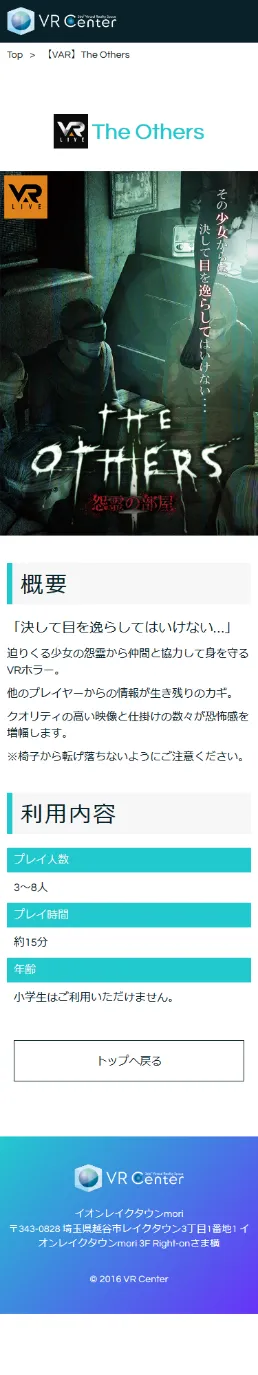 VR Center
360° Virtual Reality Space
Top > 【VAR】The Others
VAR
LIVE
The Others
VAR
LIVE
その少女から
決して目を逸らしてはいけない…
THE
OTHERS
怨霊の部屋
概要
「決して目を逸らしてはいけない...」
迫りくる少女の怨霊から仲間と協力して身を守る
VRホラー。
他のプレイヤーからの情報が生き残りのカギ。
クオリティの高い映像と仕掛けの数々が恐怖感を
増幅します。
※椅子から転げ落ちないようにご注意ください。
利用内容
プレイ人数
3〜8人
プレイ時間
約15分
年齢
小学生はご利用いただけません。
トップへ戻る
VR Center
360° Virtual Reality Space
イオンレイクタウンmori
〒343-0828 埼玉県越谷市レイクタウン3丁目1番地1 イ
オンレイクタウンmori 3F Right-onさま横
© 2016 VR Center